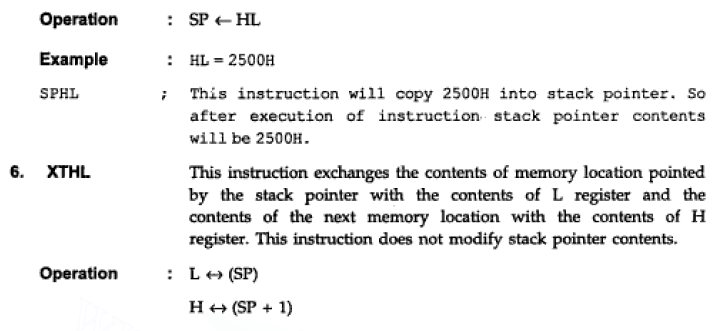 Operation : SP ← HL
Example : HL = 2500H
SPHL ; This instruction will copy 2500H into stack pointer. So
after execution of instruction stack pointer contents
will be 2500H.
6. XTHL This instruction exchanges the contents of memory location pointed
by the stack pointer with the contents of L register and the
contents of the next memory location with the contents of H
register. This instruction does not modify stack pointer contents.
Operation : L ↔ (SP)
H ↔ (SP + 1)